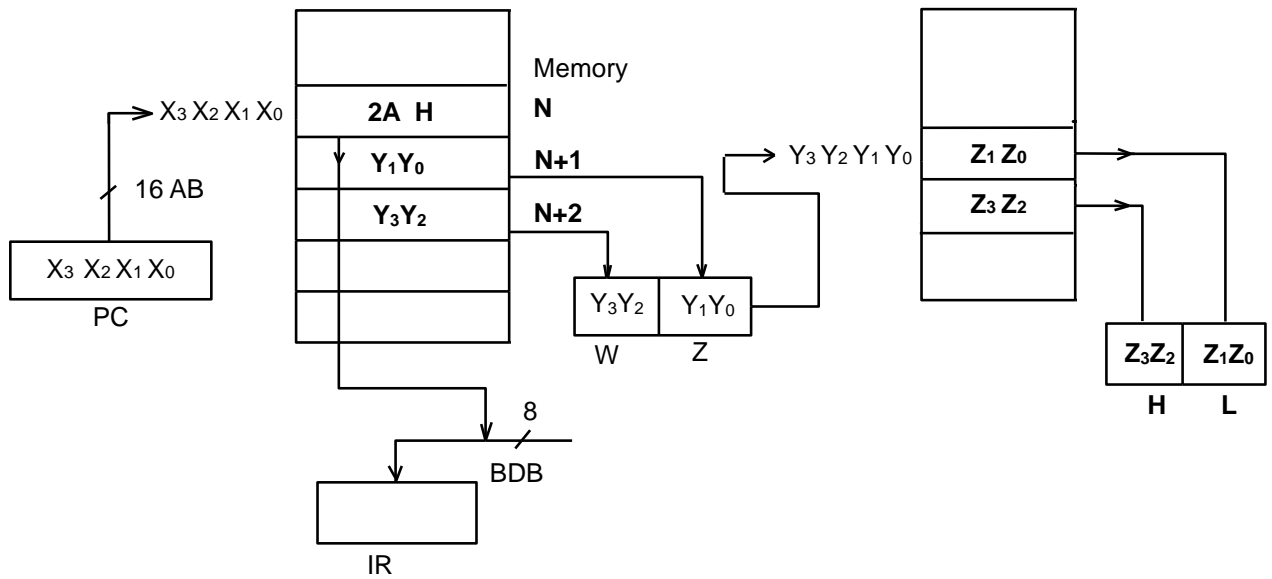 Memory
X₃ X₂ X₁ X₀
2A H
N
Y₁Y₀
N+1
Y₃ Y₂ Y₁ Y₀
Z₁ Z₀
16 AB
Y₃Y₂
N+2
Z₃ Z₂
X₃ X₂ X₁ X₀
PC
Y₃Y₂
Y₁Y₀
W
Z
Z₃Z₂
Z₁Z₀
H
L
8
BDB
IR